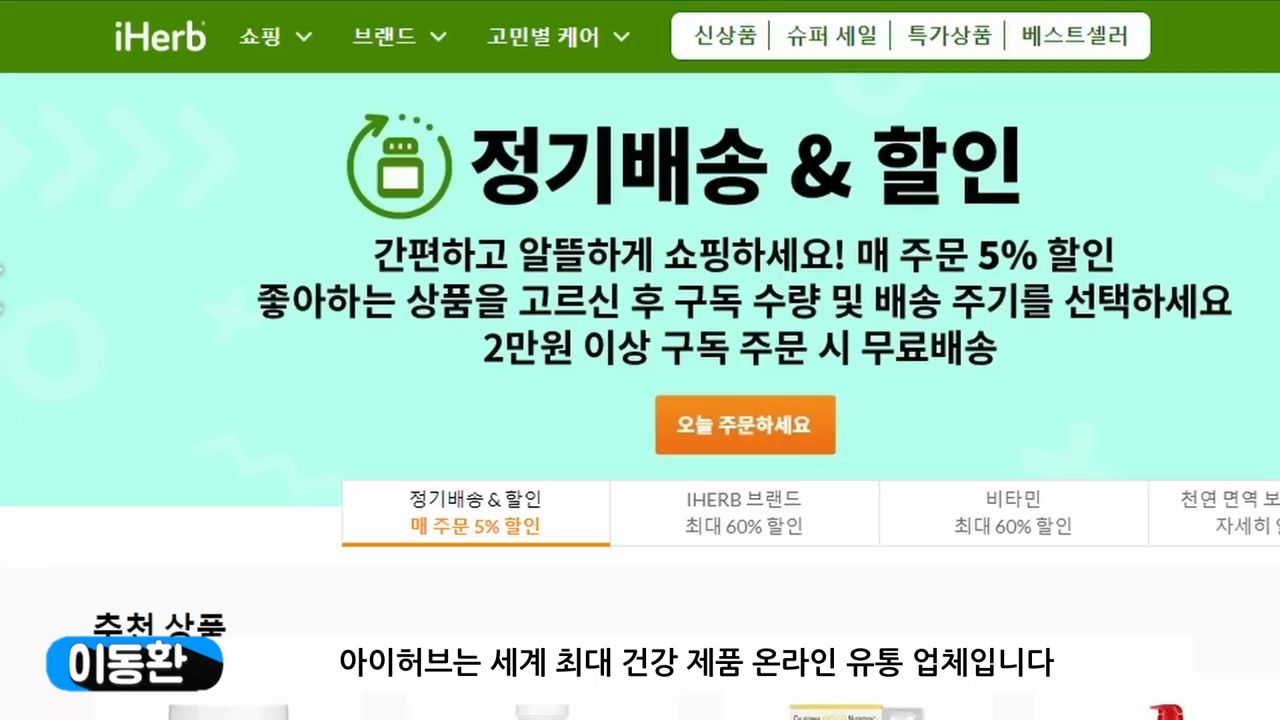 iHerb 쇼핑 브랜드 고민별 케어 신상품 슈퍼 세일 특가상품 베스트셀러
정기배송 & 할인
간편하고 알뜰하게 쇼핑하세요! 매 주문 5% 할인
좋아하는 상품을 고르신 후 구독 수량 및 배송 주기를 선택하세요
2만원 이상 구독 주문 시 무료배송
오늘 주문하세요
정기배송 & 할인
매 주문 5% 할인
IHERB 브랜드
최대 60% 할인
비타민
최대 60% 할인
천연 면역 보
자세히
추천 상품
이동환
아이허브는 세계 최대 건강 제품 온라인 유통 업체입니다